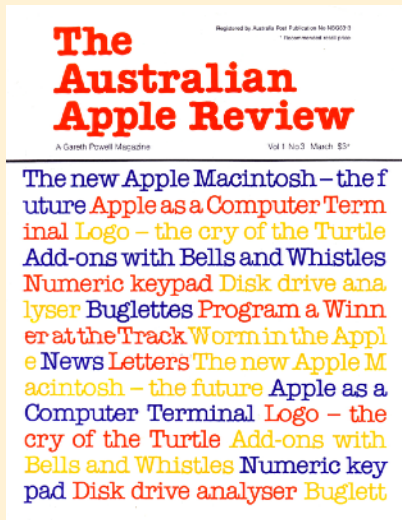 The
Registered by Australia Post Publication No NBG6313
* Recommended retail price
Australian
Apple Review
A Gareth Powell Magazine
Vol 1 No 3 March $3*
The new Apple Macintosh – the f
uture Apple as a Computer Term
inal Logo – the cry of the Turtle
Add-ons with Bells and Whistles
Numeric keypad Disk drive ana
lyser Buglettes Program a Winn
er at the Track Worm in the Appl
e News Letters The new Apple M
acintosh – the future Apple as a
Computer Terminal Logo – the
cry of the Turtle Add-ons with
Bells and Whistles Numeric key
pad Disk drive analyser Buglett